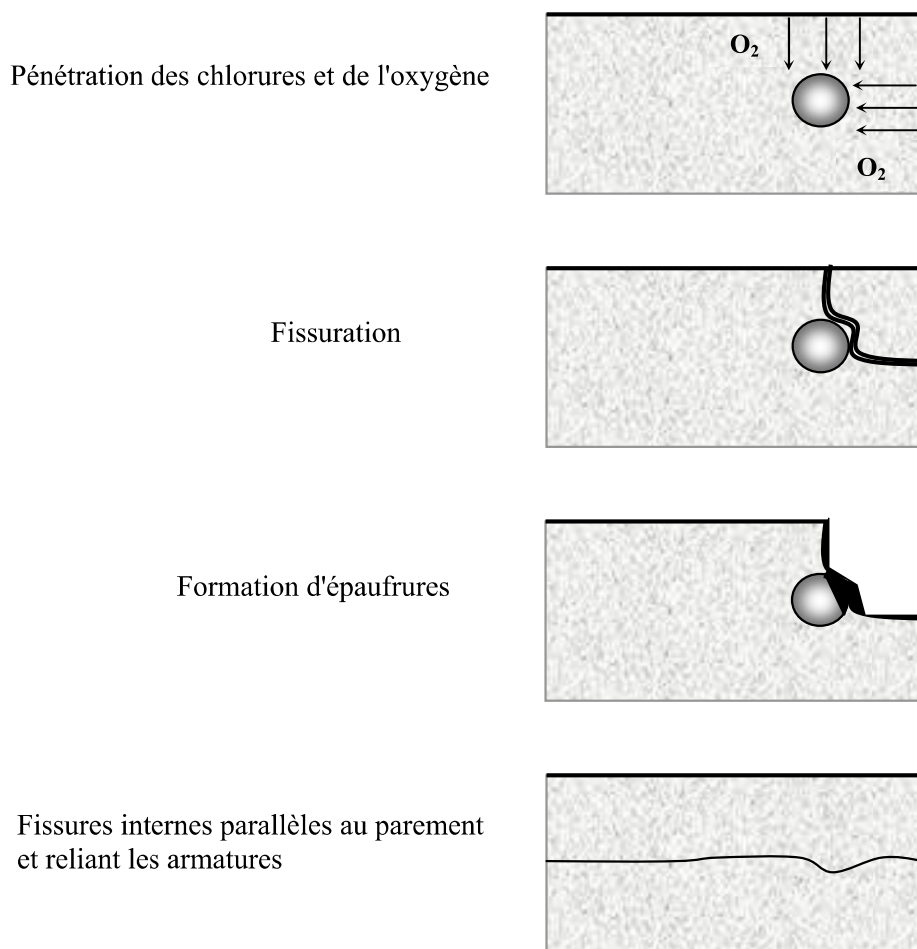 O₂
Pénétration des chlorures et de l'oxygène
O₂
Fissuration
Formation d'épaufrures
Fissures internes parallèles au parement
et reliant les armatures